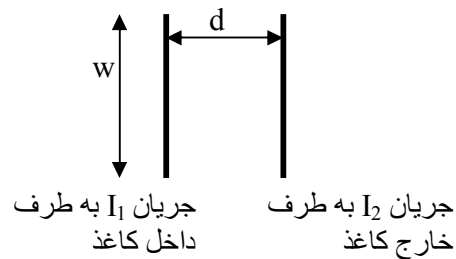 d
w
جریان I₂ به طرف
خارج کاغذ
جریان I₁ به طرف
داخل کاغذ